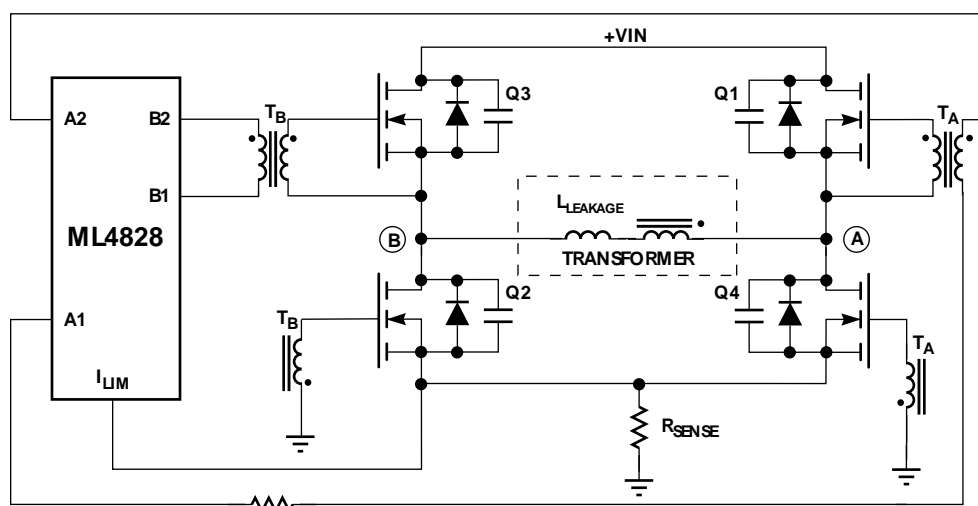 +VIN
A2
B2
TB
Q3
Q1
TA
B1
LLEAKAGE
ML4828
B
A
TRANSFORMER
Q2
Q4
TB
A1
TA
ILIM
RSENSE